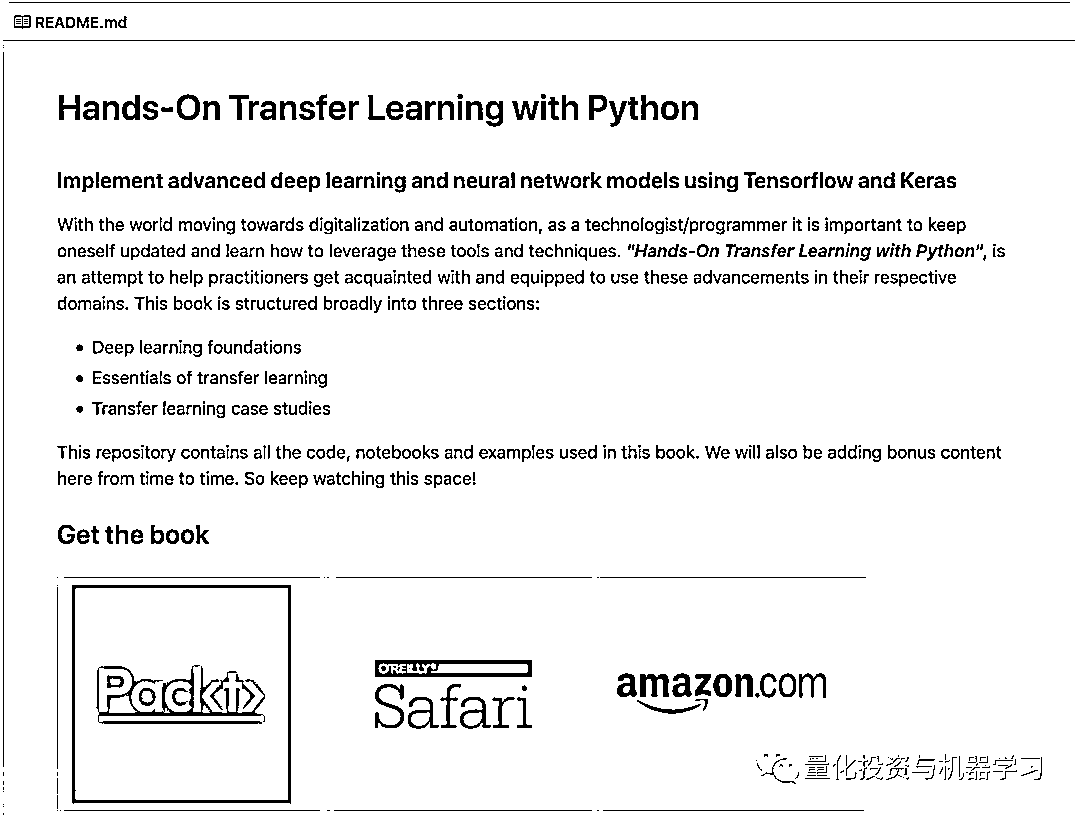 README.md
Hands-On Transfer Learning with Python
Implement advanced deep learning and neural network models using Tensorflow and Keras
With the world moving towards digitalization and automation, as a technologist/programmer it is important to keep
oneself updated and learn how to leverage these tools and techniques. "Hands-On Transfer Learning with Python", is
an attempt to help practitioners get acquainted with and equipped to use these advancements in their respective
domains. This book is structured broadly into three sections:
• Deep learning foundations
• Essentials of transfer learning
• Transfer learning case studies
This repository contains all the code, notebooks and examples used in this book. We will also be adding bonus content
here from time to time. So keep watching this space!
Get the book
Packt>
O'REILLY®
Safari
amazon.com
量化投资与机器学习